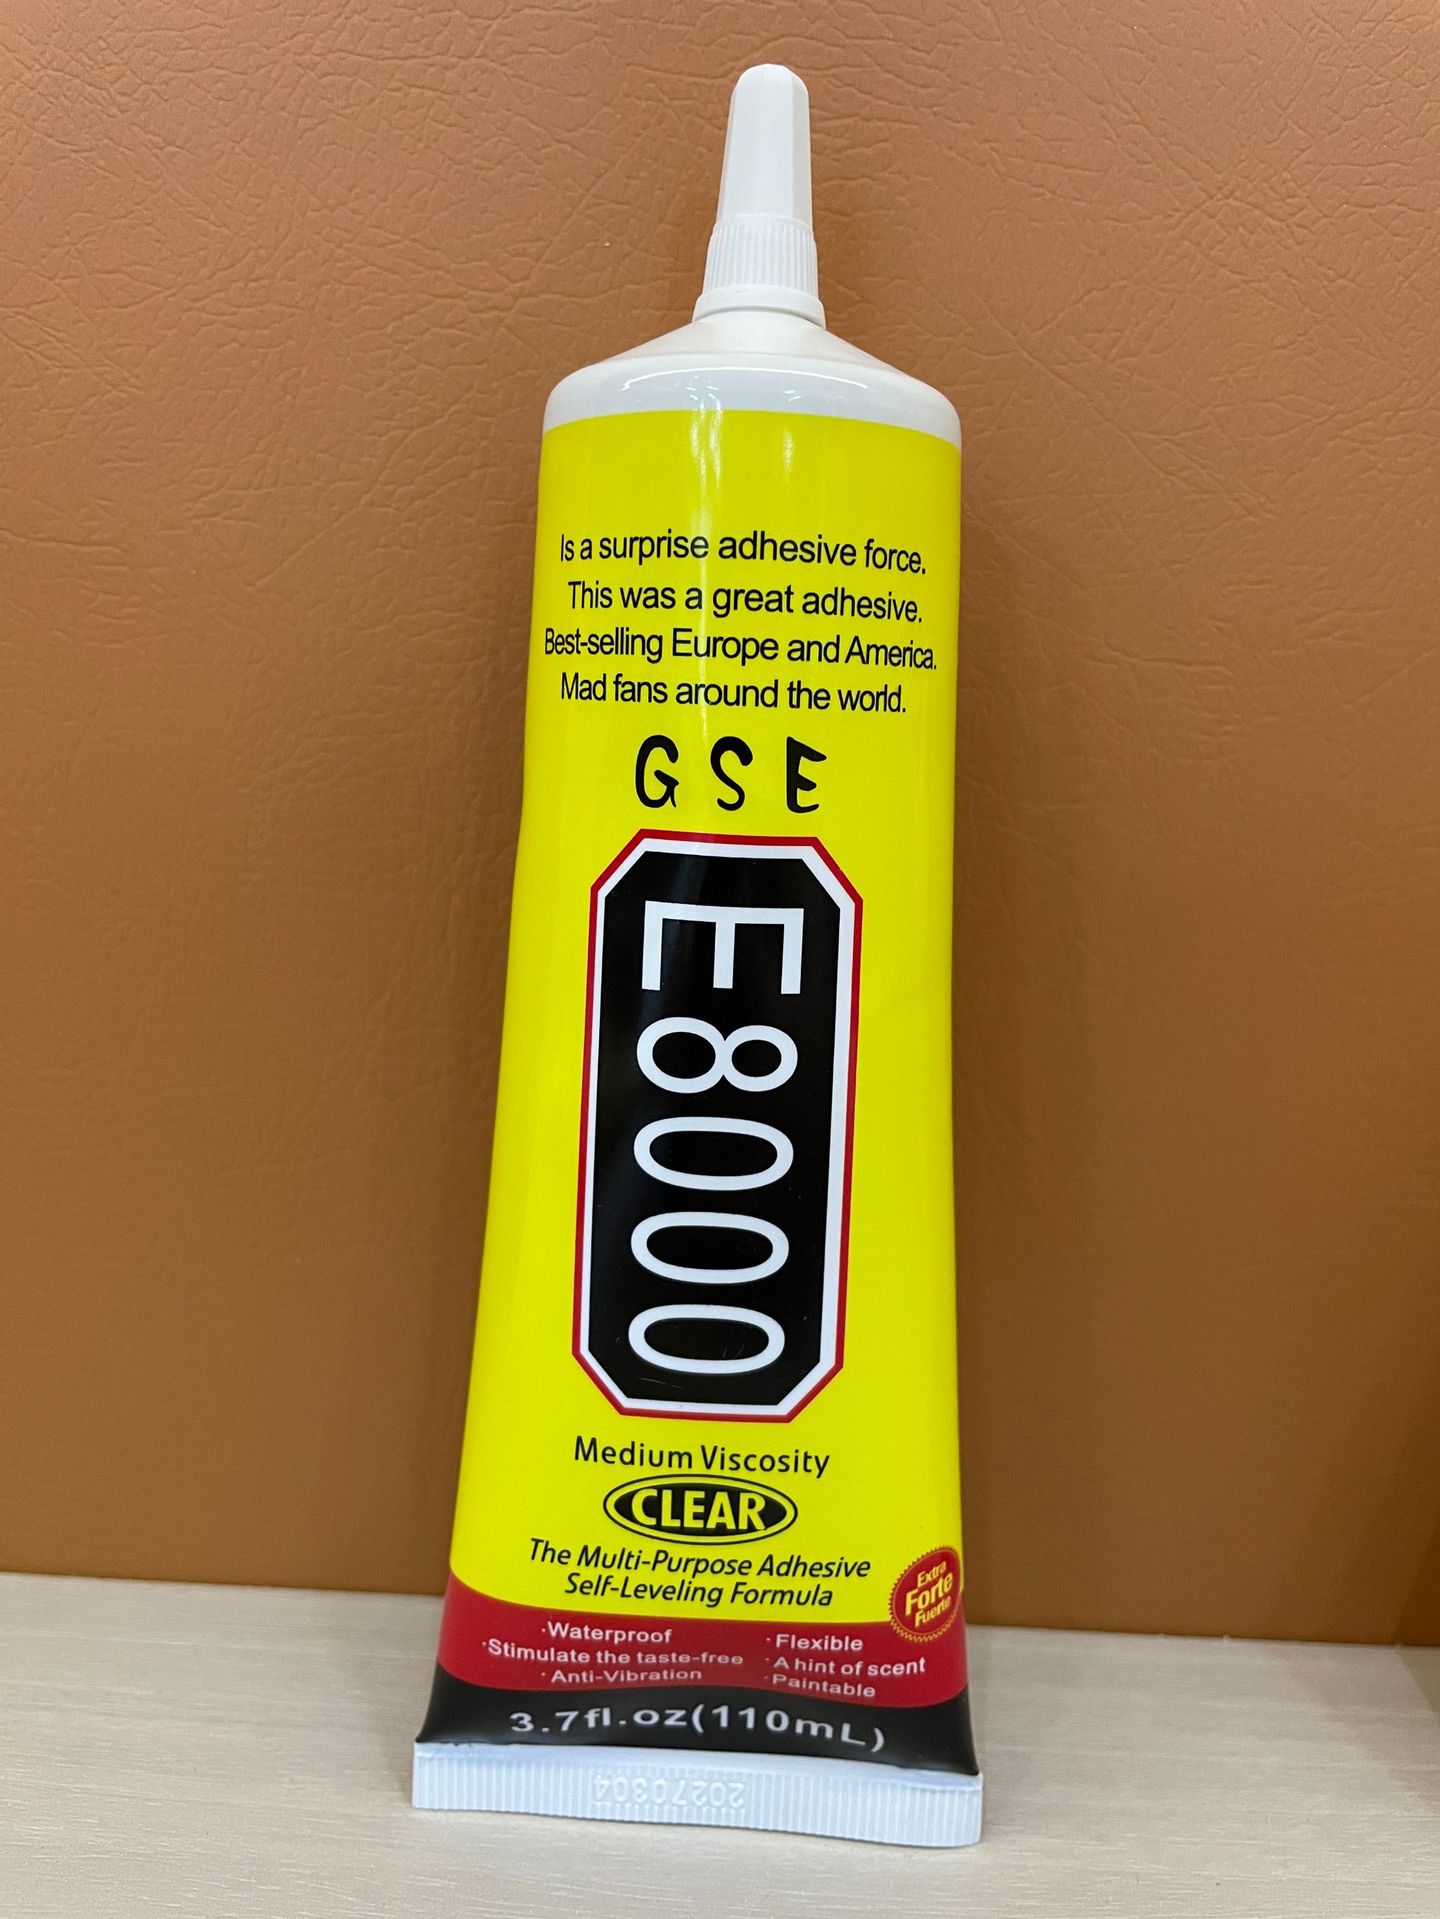 Is a surprise adhesive force.
This was a great adhesive.
Best-selling Europe and America.
Mad fans around the world.
GSE
E8000
Medium Viscosity
CLEAR
The Multi-Purpose Adhesive
Self-Leveling Formula
Extra
Forte
Fuerte
·Waterproof
·Stimulate the taste-free
·Anti-Vibration
·Flexible
·A hint of scent
·Paintable
3.7fl.oz(110mL)
20270304